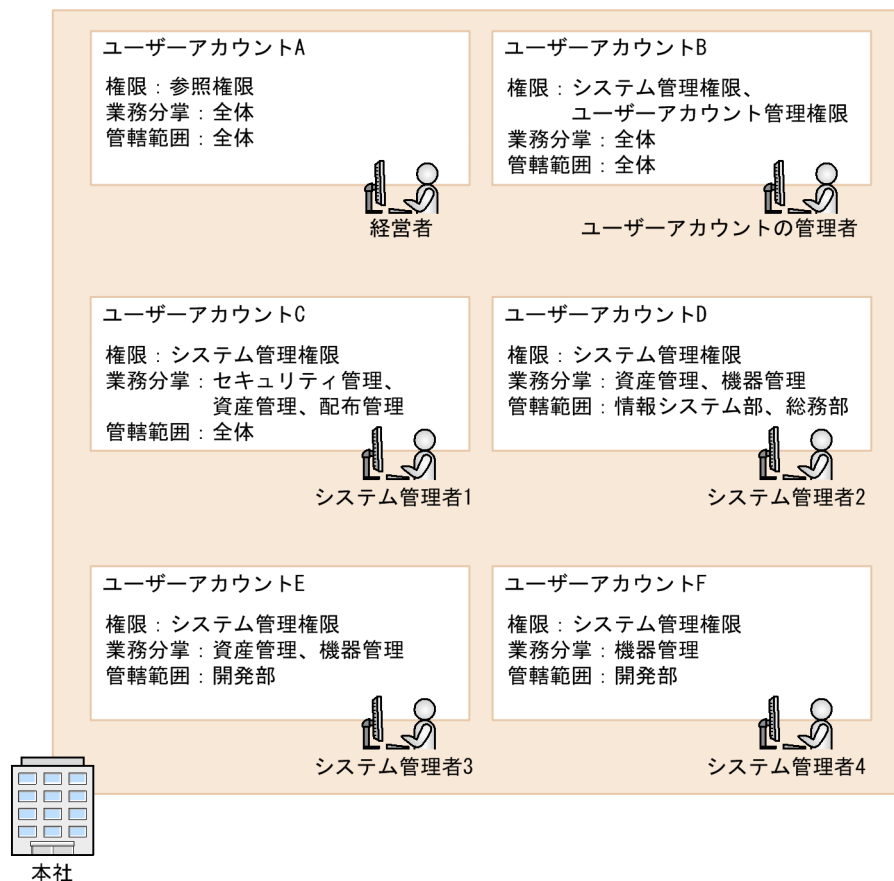 ユーザーアカウントA
権限：参照権限
業務分掌：全体
管轄範囲：全体
経営者
ユーザーアカウントB
権限：システム管理権限、
ユーザーアカウント管理権限
業務分掌：全体
管轄範囲：全体
ユーザーアカウントの管理者
ユーザーアカウントC
権限：システム管理権限
業務分掌：セキュリティ管理、
資産管理、配布管理
管轄範囲：全体
システム管理者1
ユーザーアカウントD
権限：システム管理権限
業務分掌：資産管理、機器管理
管轄範囲：情報システム部、総務部
システム管理者2
ユーザーアカウントE
権限：システム管理権限
業務分掌：資産管理、機器管理
管轄範囲：開発部
システム管理者3
ユーザーアカウントF
権限：システム管理権限
業務分掌：機器管理
管轄範囲：開発部
システム管理者4
本社